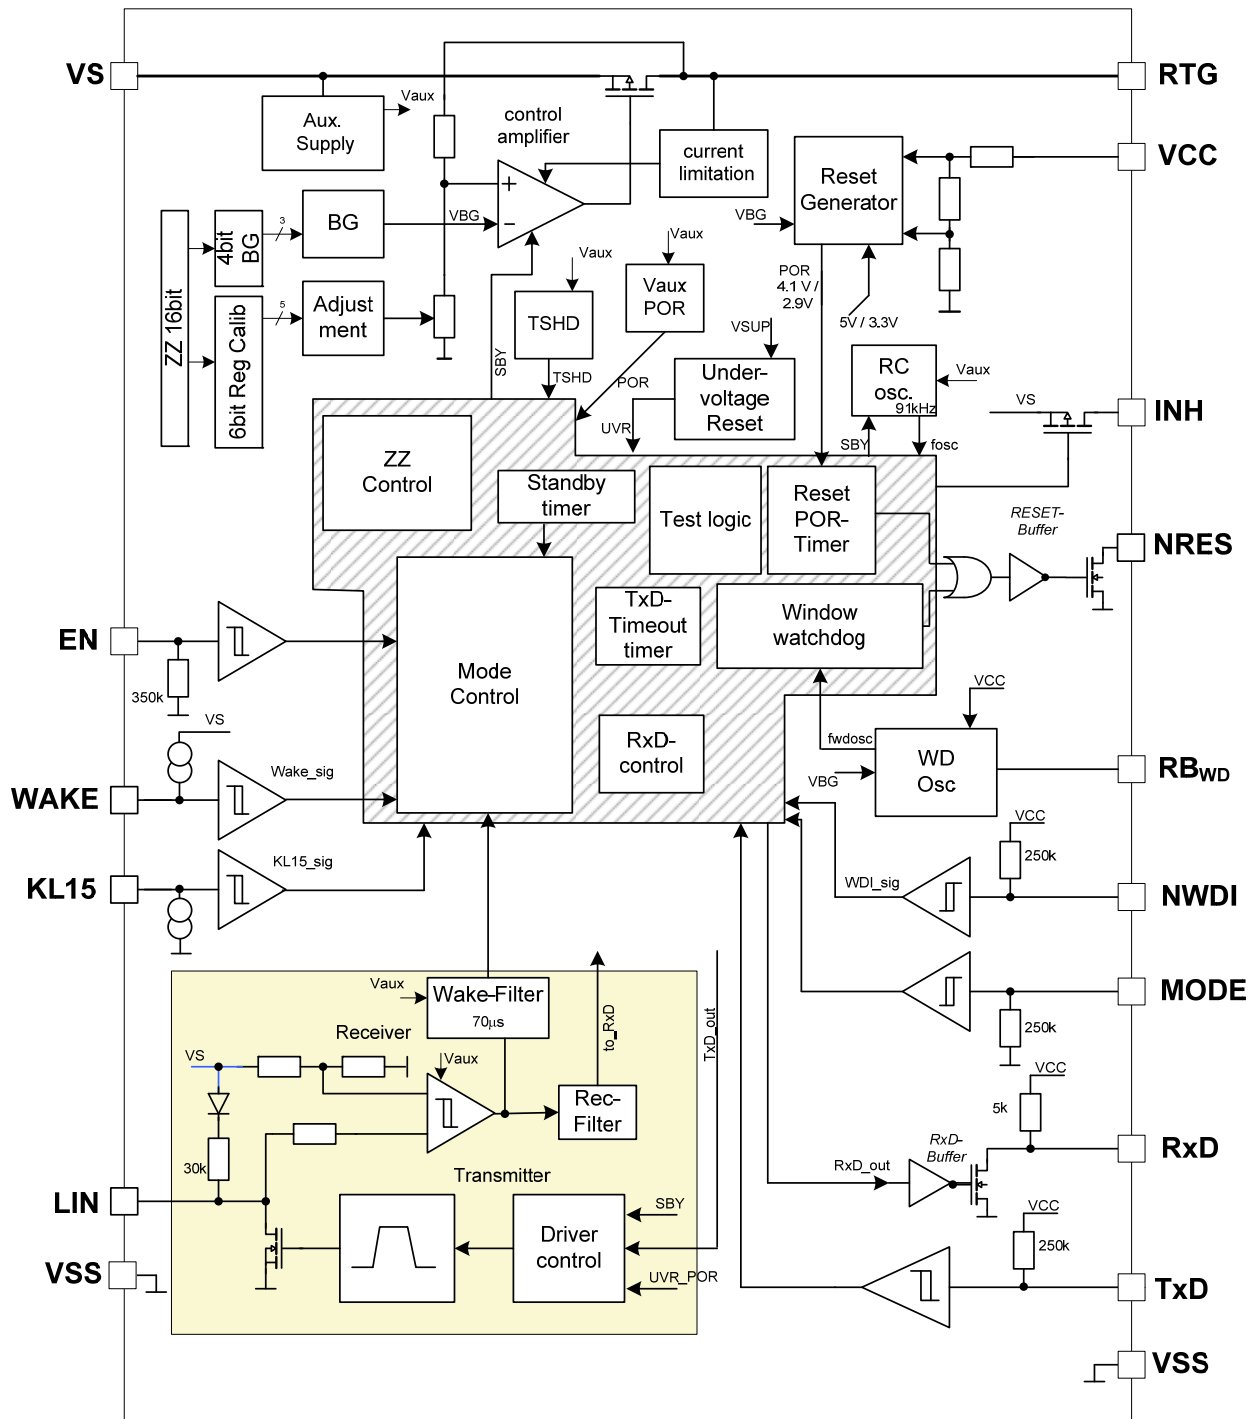 VS
RTG
Vaux
Aux.
Supply
control
amplifier
current
limitation
Reset
Generator
VCC
+
−
VBG
VBG
ZZ 16bit
4bit
BG
3
BG
6bit Reg Calib
5
Adjust
ment
Vaux
Vaux
Vaux
POR
TSHD
SBY
TSHD
POR
POR
4.1 V /
2.9V
5V / 3.3V
VSUP
Under-
voltage
Reset
UVR
RC
osc.
91kHz
Vaux
SBY
fosc
VS
INH
ZZ
Control
Standby
timer
Test logic
Reset
POR-
Timer
RESET-
Buffer
NRES
TxD-
Timeout
timer
Window
watchdog
EN
350k
Mode
Control
VS
WAKE
Wake_sig
RxD-
control
fwdosc
VBG
VCC
WD
Osc
RBWD
KL15
KL15_sig
VCC
250k
WDI_sig
NWDI
MODE
250k
Vaux
Wake-Filter
70µs
to_RxD
TxD_out
Receiver
VS
Vaux
Rec-
Filter
30k
VCC
5k
RxD-
Buffer
RxD_out
RxD
LIN
Transmitter
SBY
Driver
control
UVR_POR
VCC
250k
TxD
VSS
VSS